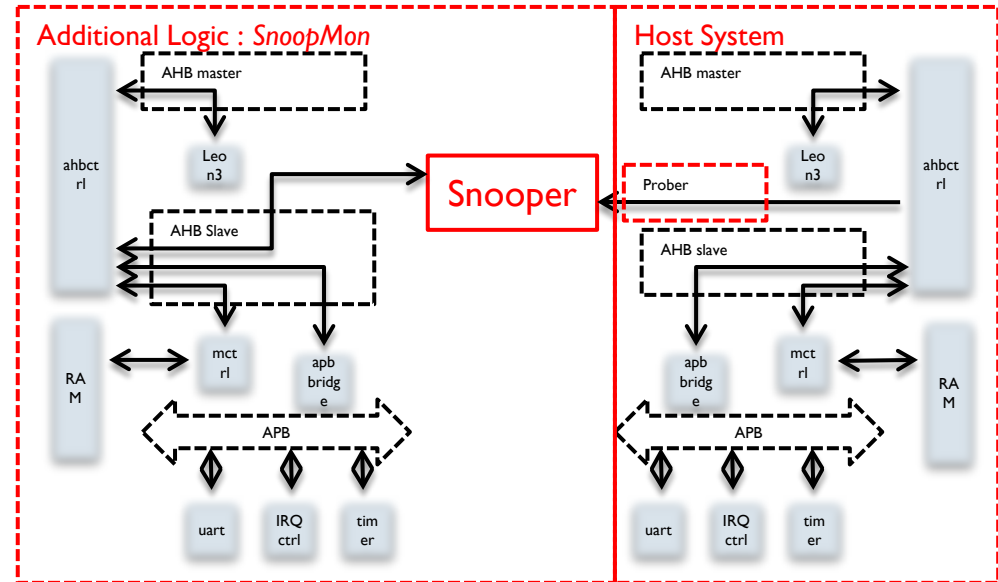 Additional Logic : SnoopMon
AHB master
ahbct
rl
Leo
n3
Snooper
AHB Slave
RA
M
mct
rl
apb
bridg
e
APB
uart
IRQ
ctrl
tim
er
Host System
AHB master
Leo
n3
ahbct
rl
Prober
AHB slave
apb
bridg
e
mct
rl
RA
M
APB
uart
IRQ
ctrl
tim
er